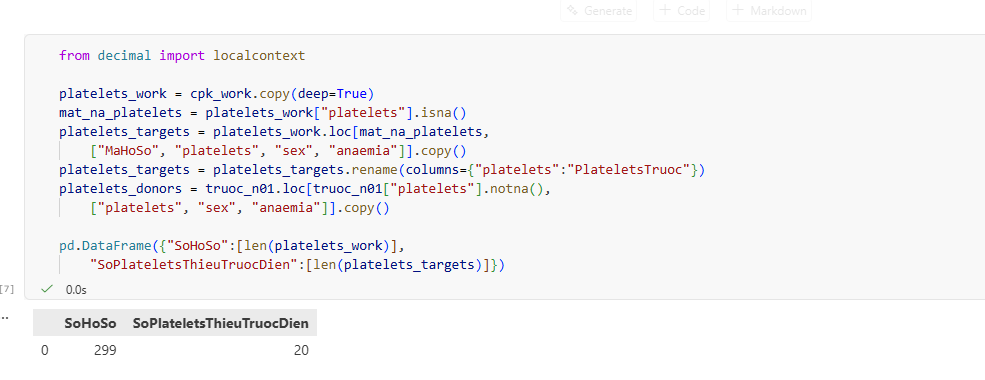 Generate Code Markdown
from decimal import localcontext

platelets_work = cpk_work.copy(deep=True)
mat_na_platelets = platelets_work["platelets"].isna()
platelets_targets = platelets_work.loc[mat_na_platelets,
    ["MaHoSo", "platelets", "sex", "anaemia"]].copy()
platelets_targets = platelets_targets.rename(columns={"platelets":"PlateletsTruoc"})
platelets_donors = truoc_n01.loc[truoc_n01["platelets"].notna(),
    ["platelets", "sex", "anaemia"]].copy()

pd.DataFrame({"SoHoSo":[len(platelets_work)],
    "SoPlateletsThieuTruocDien":[len(platelets_targets)]})
[7] 0.0s
SoHoSo SoPlateletsThieuTruocDien
0 299 20